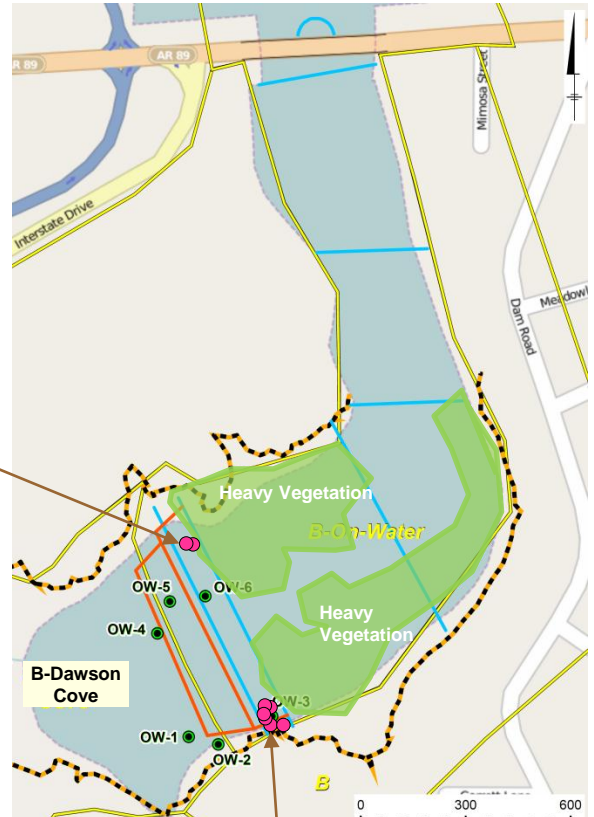 AR 89
AR 89
Mimosa Street
Interstate Drive
Meadowl
Dam Road
Heavy Vegetation
B-On-Water
OW-5
OW-6
Heavy
Vegetation
OW-4
B-Dawson
Cove
OW-3
OW-1
OW-2
B
0 300 600